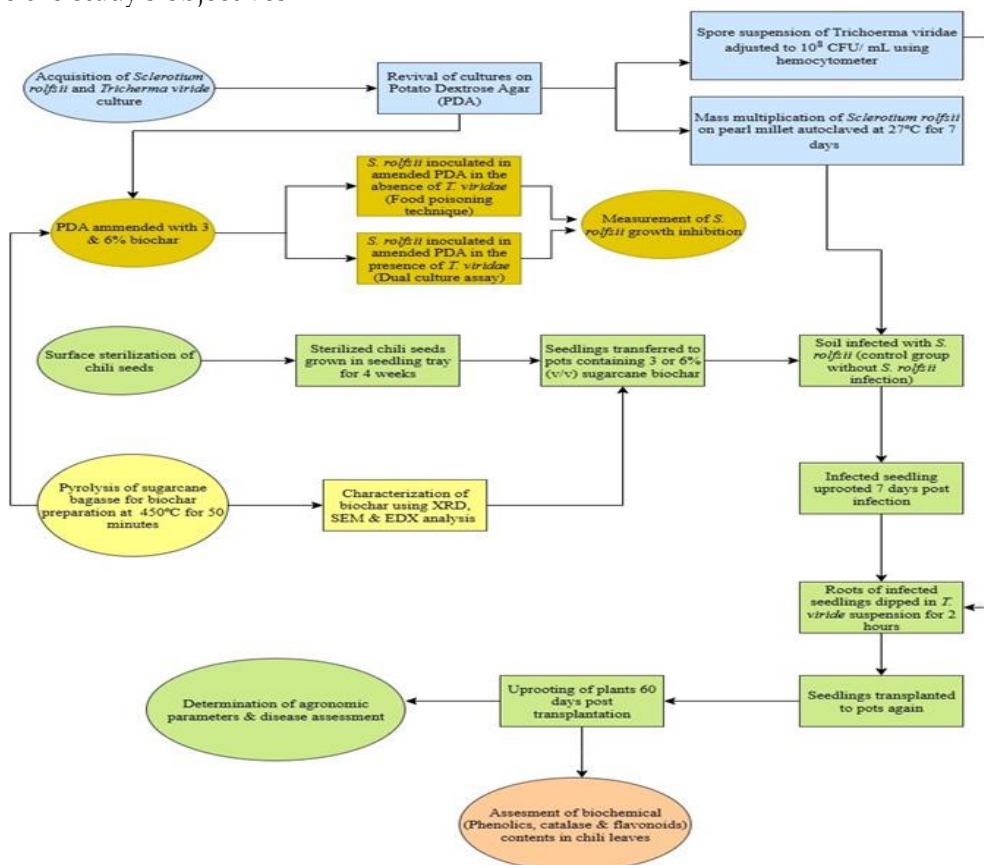 Spore suspension of Trichoerma viridae
adjusted to 10⁸ CFU/ mL using
hemocytometer
Acquisition of Sclerotium
rolfsii and Tricherma viride
culture
Revival of cultures on
Potato Dextrose Agar
(PDA)
Mass multiplication of Sclerotium rolfsii
on pearl millet autoclaved at 27°C for 7
days
S. rolfsii inoculated in
amended PDA in the
absence of T. viridae
(Food poisoning
technique)
PDA ammended with 3
& 6% biochar
Measurement of S.
rolfsii growth inhibition
S. rolfsii inoculated in
amended PDA in the
presence of T. viridae
(Dual culture assay)
Surface sterilization of
chili seeds
Sterilized chili seeds
grown in seedling tray
for 4 weeks
Seedlings transferred to
pots containing 3 or 6%
(v/v) sugarcane biochar
Soil infected with S.
rolfsii (control group
without S. rolfsii
infection)
Pyrolysis of sugarcane
bagasse for biochar
preparation at 450°C for 50
minutes
Characterization of
biochar using XRD,
SEM & EDX analysis
Infected seedling
uprooted 7 days post
infection
Roots of infected
seedlings dipped in T.
viride suspension for 2
hours
Determination of agronomic
parameters & disease assessment
Uprooting of plants 60
days post
transplantation
Seedlings transplanted
to pots again
Assesment of biochemical
(Phenolics, catalase & flavonoids)
contents in chili leaves